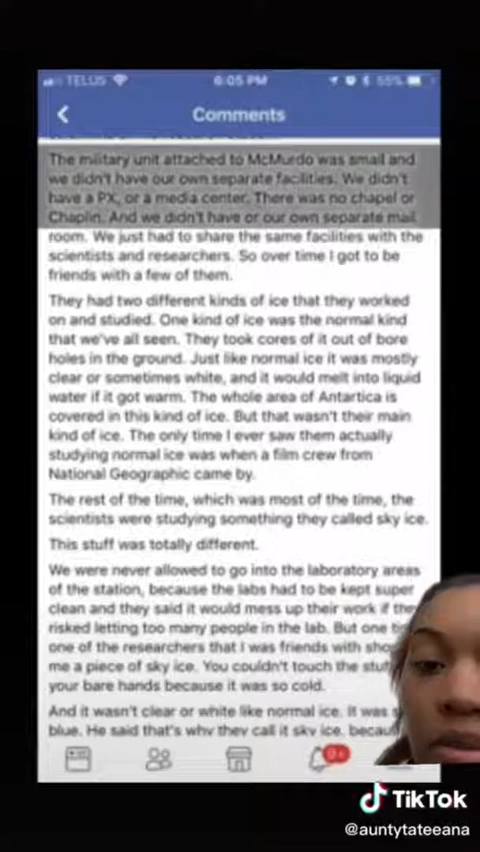 TELUS
6:05 PM
55%
Comments
The military unit attached to McMurdo was small and
we didn't have our own separate facilities. We didn't
have a PX, or a media center. There was no chapel or
Chaplin. And we didn't have or our own separate mail
room. We just had to share the same facilities with the
scientists and researchers. So over time I got to be
friends with a few of them.
They had two different kinds of ice that they worked
on and studied. One kind of ice was the normal kind
that we've all seen. They took cores of it out of bore
holes in the ground. Just like normal ice it was mostly
clear or sometimes white, and it would melt into liquid
water if it got warm. The whole area of Antartica is
covered in this kind of ice. But that wasn't their main
kind of ice. The only time I ever saw them actually
studying normal ice was when a film crew from
National Geographic came by.
The rest of the time, which was most of the time, the
scientists were studying something they called sky ice.
This stuff was totally different.
We were never allowed to go into the laboratory areas
of the station, because the labs had to be kept super
clean and they said it would mess up their work if they
risked letting too many people in the lab. But one
one of the researchers that I was friends with
me a piece of sky ice. You couldn't touch the
your bare hands because it was so cold.
And it wasn't clear or white like normal ice. It was
blue. He said that's why they call it sky ice,
9+
TikTok
@auntytateeana